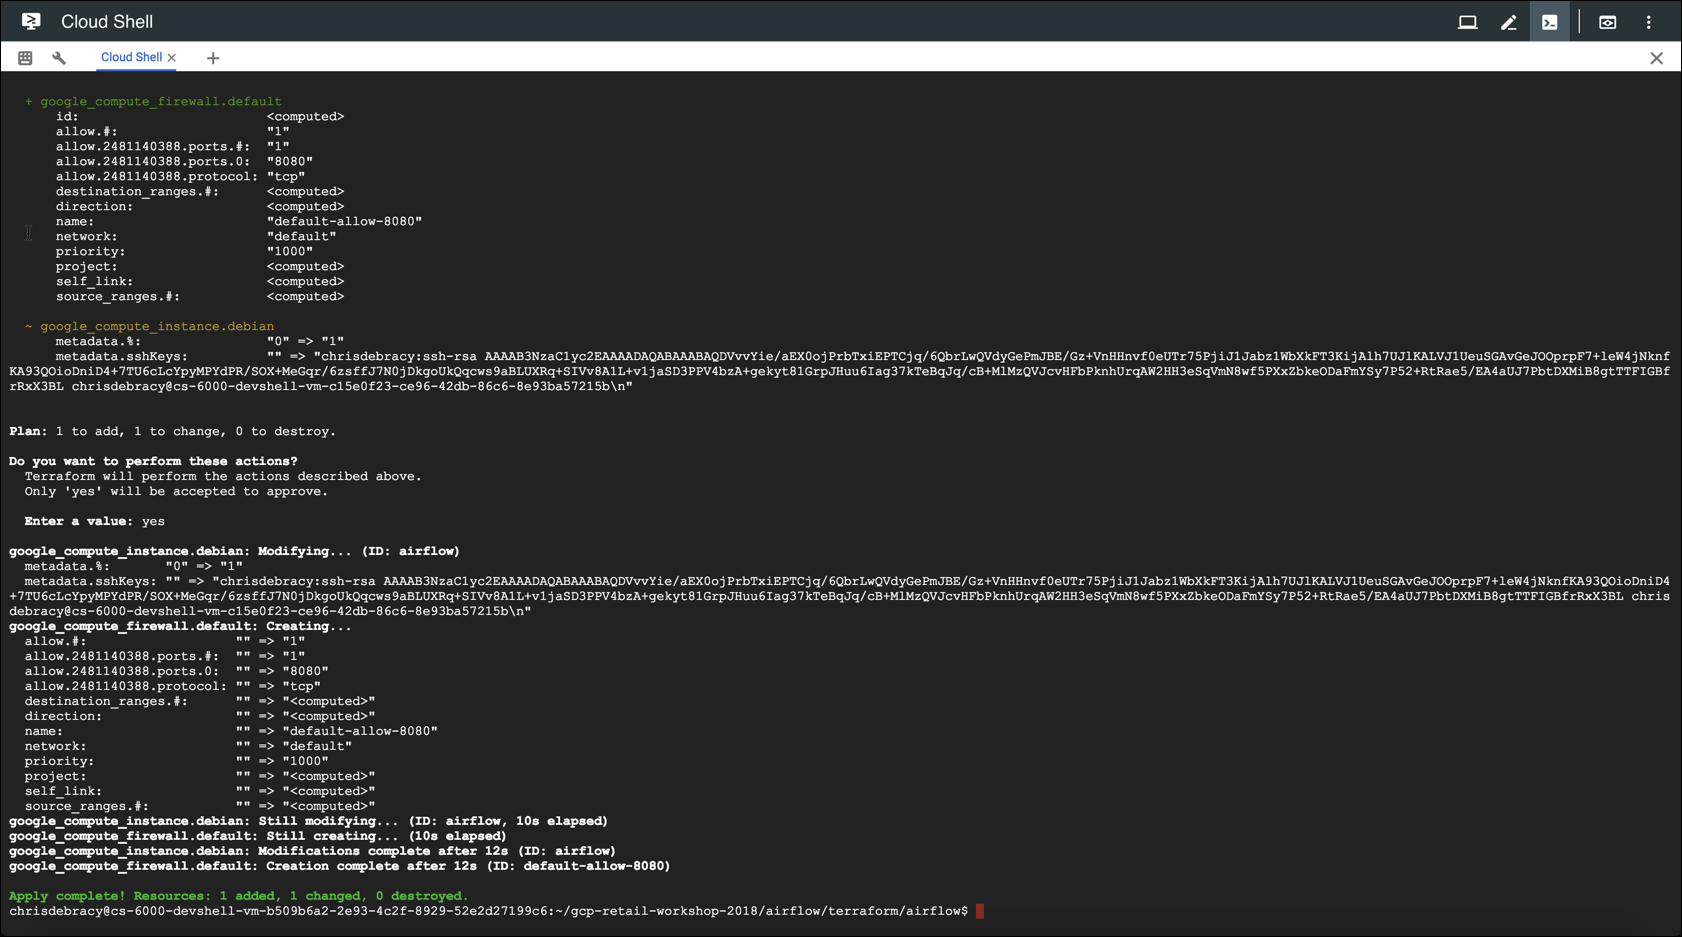 Cloud Shell
Cloud Shell
+ google_compute_firewall.default
id: <computed>
allow.#: "1"
allow.2481140388.ports.#: "1"
allow.2481140388.ports.0: "8080"
allow.2481140388.protocol: "tcp"
destination_ranges.#: <computed>
direction: <computed>
name: "default-allow-8080"
network: "default"
priority: "1000"
project: <computed>
self_link: <computed>
source_ranges.#: <computed>
~ google_compute_instance.debian
metadata.%: "0" => "1"
metadata.sshKeys: "" => "chrisdebracy:ssh-rsa AAAAB3NzaC1yc2EAAAADAQABAAABAQDVvvYie/aEX0ojPrbTxiEPTCjq/6QbrLwQVdyGePmJBE/Gz+VnHHnvf0eUTr75PjiJ1Jabz1WbXkFT3KijAlh7UJlKALVJ1UeuSGAvGeJOOprpF7+leW4jNknf
KA93QOioDniD4+7TU6cLcYpyMPYdPR/SOX+MeGqr/6zsffJ7N0jDkgoUkQqcws9aBLUXRq+SIVv8A1L+v1jaSD3PPV4bzA+gekyt81GrpJHuu6Iag37kTeBqJq/cB+MlMzQVJcvHFbPknhUrqAW2HH3eSqVmN8wf5PXxZbkeODaFmYSy7P52+RtRae5/EA4aUJ7PbtDXMiB8gtTTFIGBf
rRxX3BL chrisdebracy@cs-6000-devshell-vm-c15e0f23-ce96-42db-86c6-8e93ba57215b\n"
Plan: 1 to add, 1 to change, 0 to destroy.
Do you want to perform these actions?
Terraform will perform the actions described above.
Only 'yes' will be accepted to approve.
Enter a value: yes
google_compute_instance.debian: Modifying... (ID: airflow)
metadata.%: "0" => "1"
metadata.sshKeys: "" => "chrisdebracy:ssh-rsa AAAAB3NzaC1yc2EAAAADAQABAAABAQDVvvYie/aEX0ojPrbTxiEPTCjq/6QbrLwQVdyGePmJBE/Gz+VnHHnvf0eUTr75PjiJ1Jabz1WbXkFT3KijAlh7UJlKALVJ1UeuSGAvGeJOOprpF7+leW4jNknfKA93QOioDniD4
+7TU6cLcYpyMPYdPR/SOX+MeGqr/6zsffJ7N0jDkgoUkQqcws9aBLUXRq+SIVv8A1L+v1jaSD3PPV4bzA+gekyt81GrpJHuu6Iag37kTeBqJq/cB+MlMzQVJcvHFbPknhUrqAW2HH3eSqVmN8wf5PXxZbkeODaFmYSy7P52+RtRae5/EA4aUJ7PbtDXMiB8gtTTFIGBfrRxX3BL chris
debracy@cs-6000-devshell-vm-c15e0f23-ce96-42db-86c6-8e93ba57215b\n"
google_compute_firewall.default: Creating...
allow.#: "" => "1"
allow.2481140388.ports.#: "" => "1"
allow.2481140388.ports.0: "" => "8080"
allow.2481140388.protocol: "" => "tcp"
destination_ranges.#: "" => "<computed>"
direction: "" => "<computed>"
name: "" => "default-allow-8080"
network: "" => "default"
priority: "" => "1000"
project: "" => "<computed>"
self_link: "" => "<computed>"
source_ranges.#: "" => "<computed>"
google_compute_instance.debian: Still modifying... (ID: airflow, 10s elapsed)
google_compute_firewall.default: Still creating... (10s elapsed)
google_compute_instance.debian: Modifications complete after 12s (ID: airflow)
google_compute_firewall.default: Creation complete after 12s (ID: default-allow-8080)
Apply complete! Resources: 1 added, 1 changed, 0 destroyed.
chrisdebracy@cs-6000-devshell-vm-b509b6a2-2e93-4c2f-8929-52e2d27199c6:~/gcp-retail-workshop-2018/airflow/terraform/airflow$